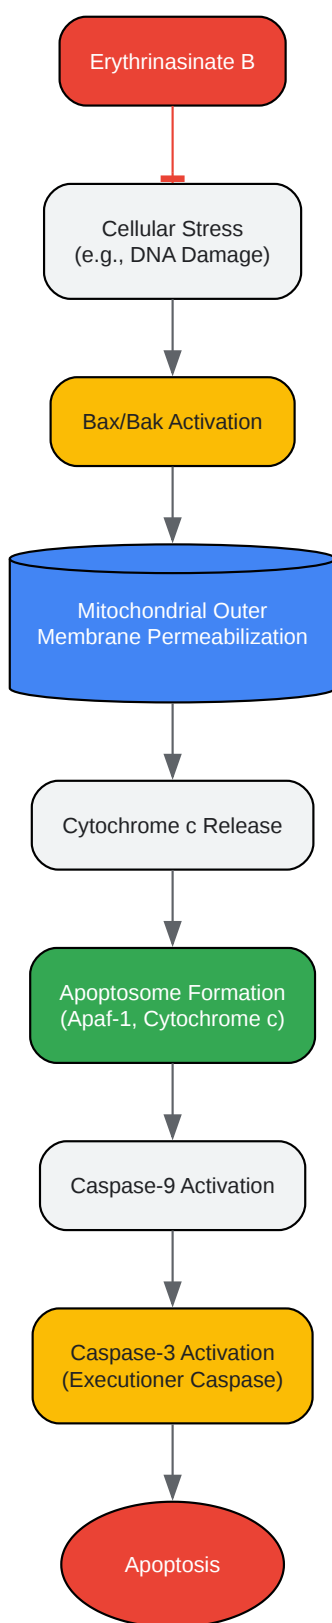 Erythrinasinate B
Cellular Stress
(e.g., DNA Damage)
Bax/Bak Activation
Mitochondrial Outer
Membrane Permeabilization
Cytochrome c Release
Apoptosome Formation
(Apaf-1, Cytochrome c)
Caspase-9 Activation
Caspase-3 Activation
(Executioner Caspase)
Apoptosis